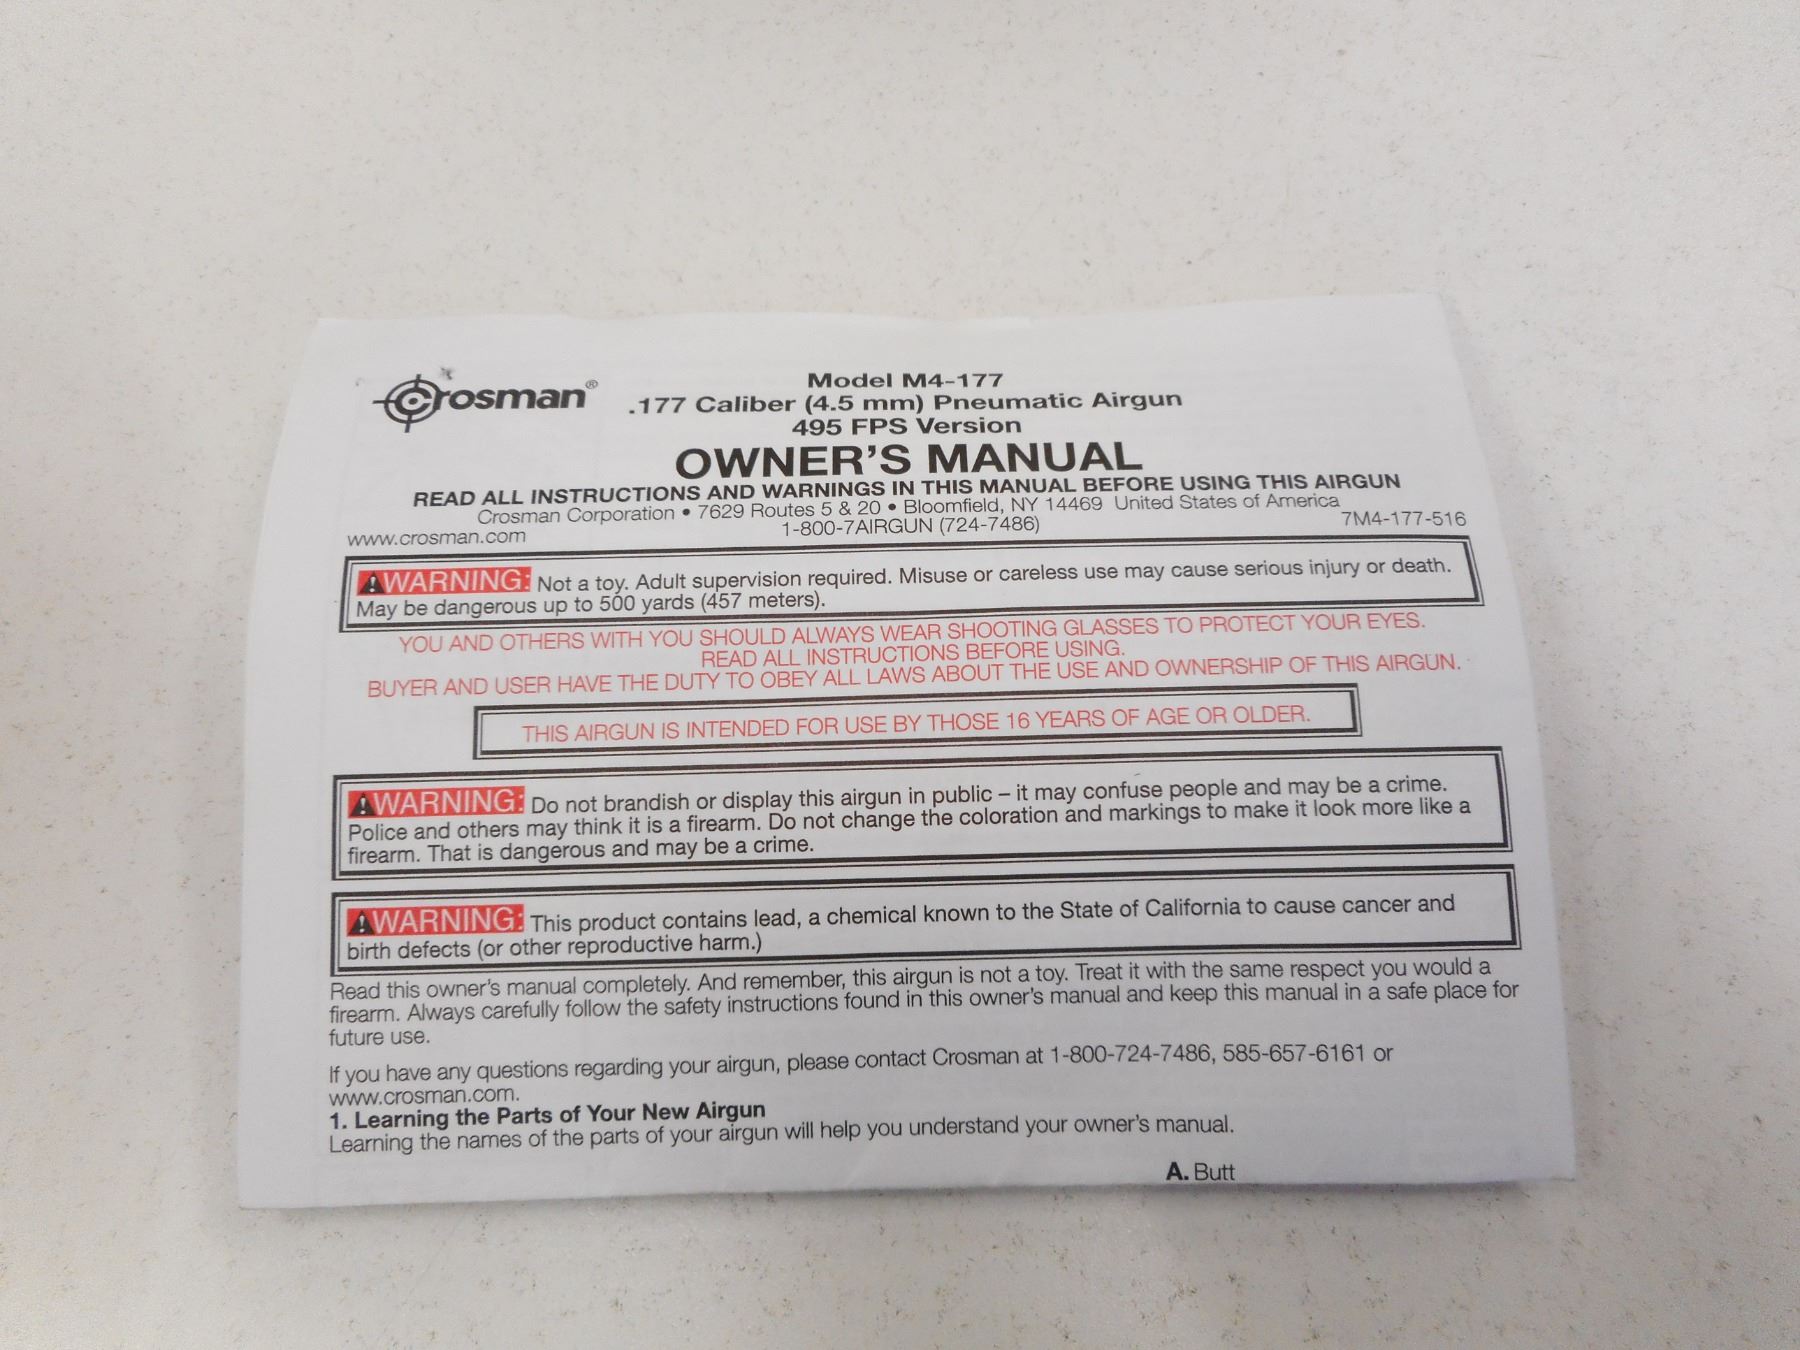 Crosman®
Model M4-177
.177 Caliber (4.5 mm) Pneumatic Airgun
495 FPS Version
OWNER'S MANUAL
READ ALL INSTRUCTIONS AND WARNINGS IN THIS MANUAL BEFORE USING THIS AIRGUN
Crosman Corporation • 7629 Routes 5 & 20 • Bloomfield, NY 14469 United States of America
www.crosman.com 1-800-7AIRGUN (724-7486) 7M4-177-516
WARNING: Not a toy. Adult supervision required. Misuse or careless use may cause serious injury or death.
May be dangerous up to 500 yards (457 meters).
YOU AND OTHERS WITH YOU SHOULD ALWAYS WEAR SHOOTING GLASSES TO PROTECT YOUR EYES.
READ ALL INSTRUCTIONS BEFORE USING.
BUYER AND USER HAVE THE DUTY TO OBEY ALL LAWS ABOUT THE USE AND OWNERSHIP OF THIS AIRGUN.
THIS AIRGUN IS INTENDED FOR USE BY THOSE 16 YEARS OF AGE OR OLDER.
WARNING: Do not brandish or display this airgun in public – it may confuse people and may be a crime.
Police and others may think it is a firearm. Do not change the coloration and markings to make it look more like a
firearm. That is dangerous and may be a crime.
WARNING: This product contains lead, a chemical known to the State of California to cause cancer and
birth defects (or other reproductive harm.)
Read this owner's manual completely. And remember, this airgun is not a toy. Treat it with the same respect you would a
firearm. Always carefully follow the safety instructions found in this owner's manual and keep this manual in a safe place for
future use.
If you have any questions regarding your airgun, please contact Crosman at 1-800-724-7486, 585-657-6161 or
www.crosman.com.
1. Learning the Parts of Your New Airgun
Learning the names of the parts of your airgun will help you understand your owner's manual.
A. Butt